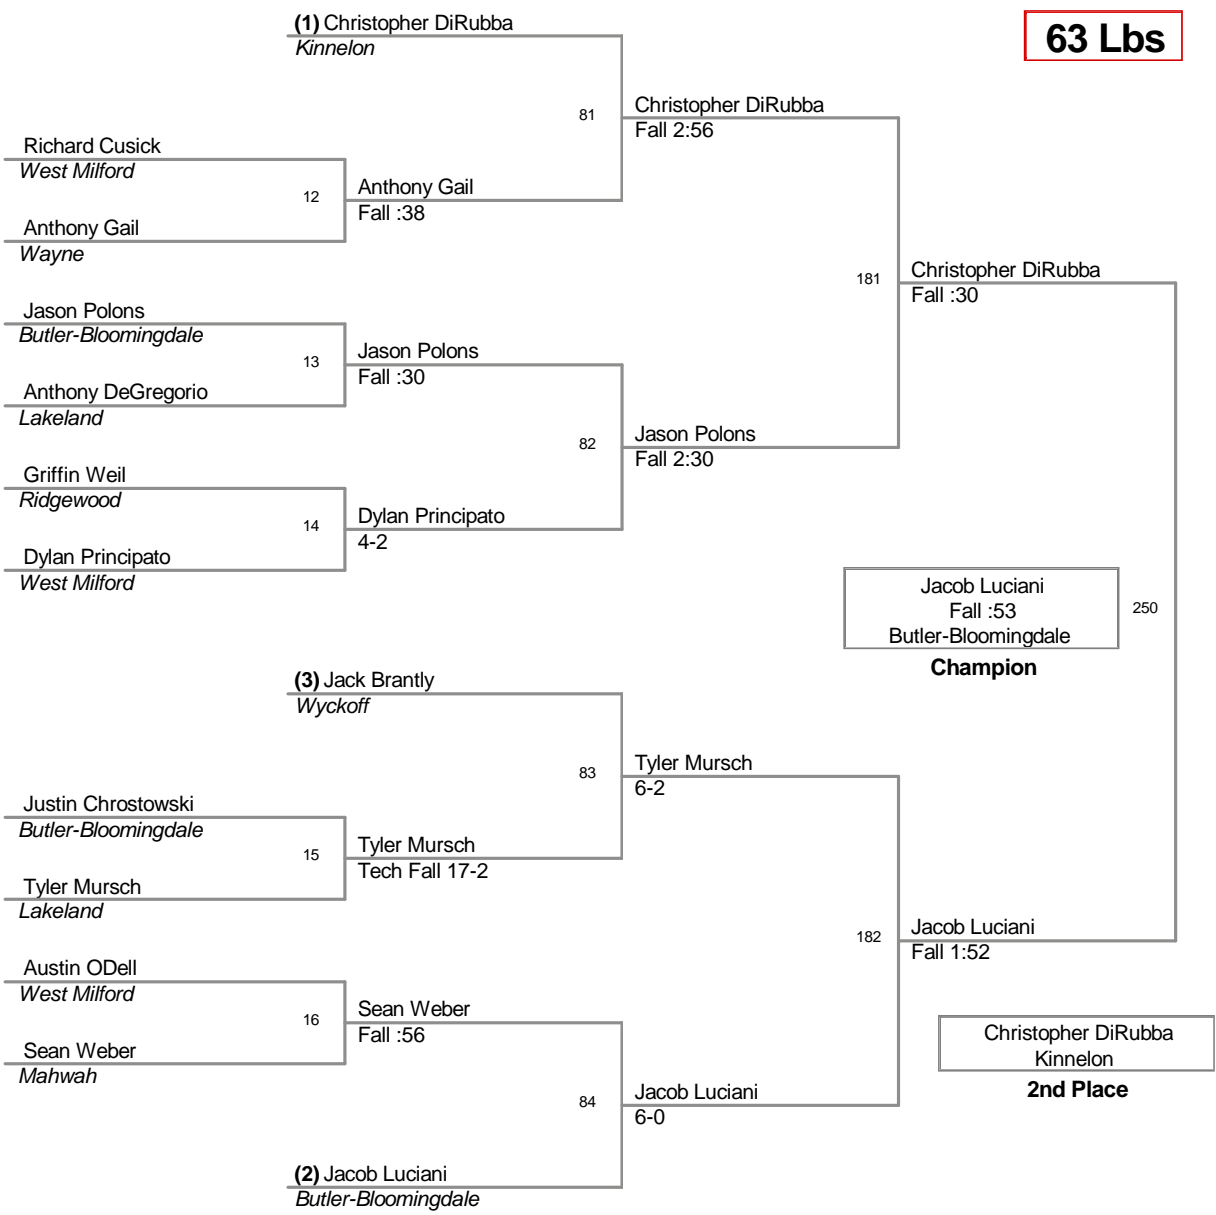 (1) Christopher DiRubba
Kinnelon
63 Lbs
81
Christopher DiRubba
Fall 2:56
Richard Cusick
West Milford
12
Anthony Gail
Fall :38
Anthony Gail
Wayne
181
Christopher DiRubba
Fall :30
Jason Polons
Butler-Bloomingdale
13
Jason Polons
Fall :30
Anthony DeGregorio
Lakeland
82
Jason Polons
Fall 2:30
Griffin Weil
Ridgewood
14
Dylan Principato
4-2
Dylan Principato
West Milford
Jacob Luciani
Fall :53
Butler-Bloomingdale
250
Champion
(3) Jack Brantly
Wyckoff
83
Tyler Mursch
6-2
Justin Chrostowski
Butler-Bloomingdale
15
Tyler Mursch
Tech Fall 17-2
Tyler Mursch
Lakeland
182
Jacob Luciani
Fall 1:52
Austin ODell
West Milford
16
Sean Weber
Fall :56
Sean Weber
Mahwah
Christopher DiRubba
Kinnelon
2nd Place
84
Jacob Luciani
6-0
(2) Jacob Luciani
Butler-Bloomingdale